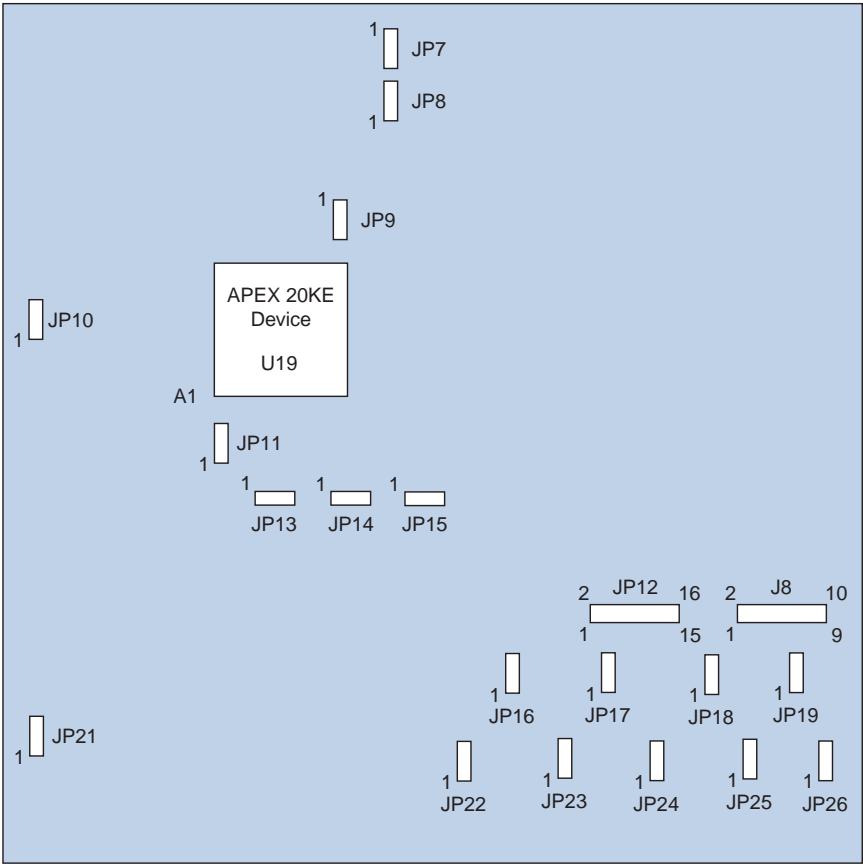 1
JP7
JP8
1
1
JP9
APEX 20KE
Device
U19
JP10
1
A1
JP11
1
1 1 1
JP13 JP14 JP15
2 JP12 16 2 J8 10
1 15 1 9
1 1 1 1
JP16 JP17 JP18 JP19
JP21
1
1 1 1 1 1
JP22 JP23 JP24 JP25 JP26